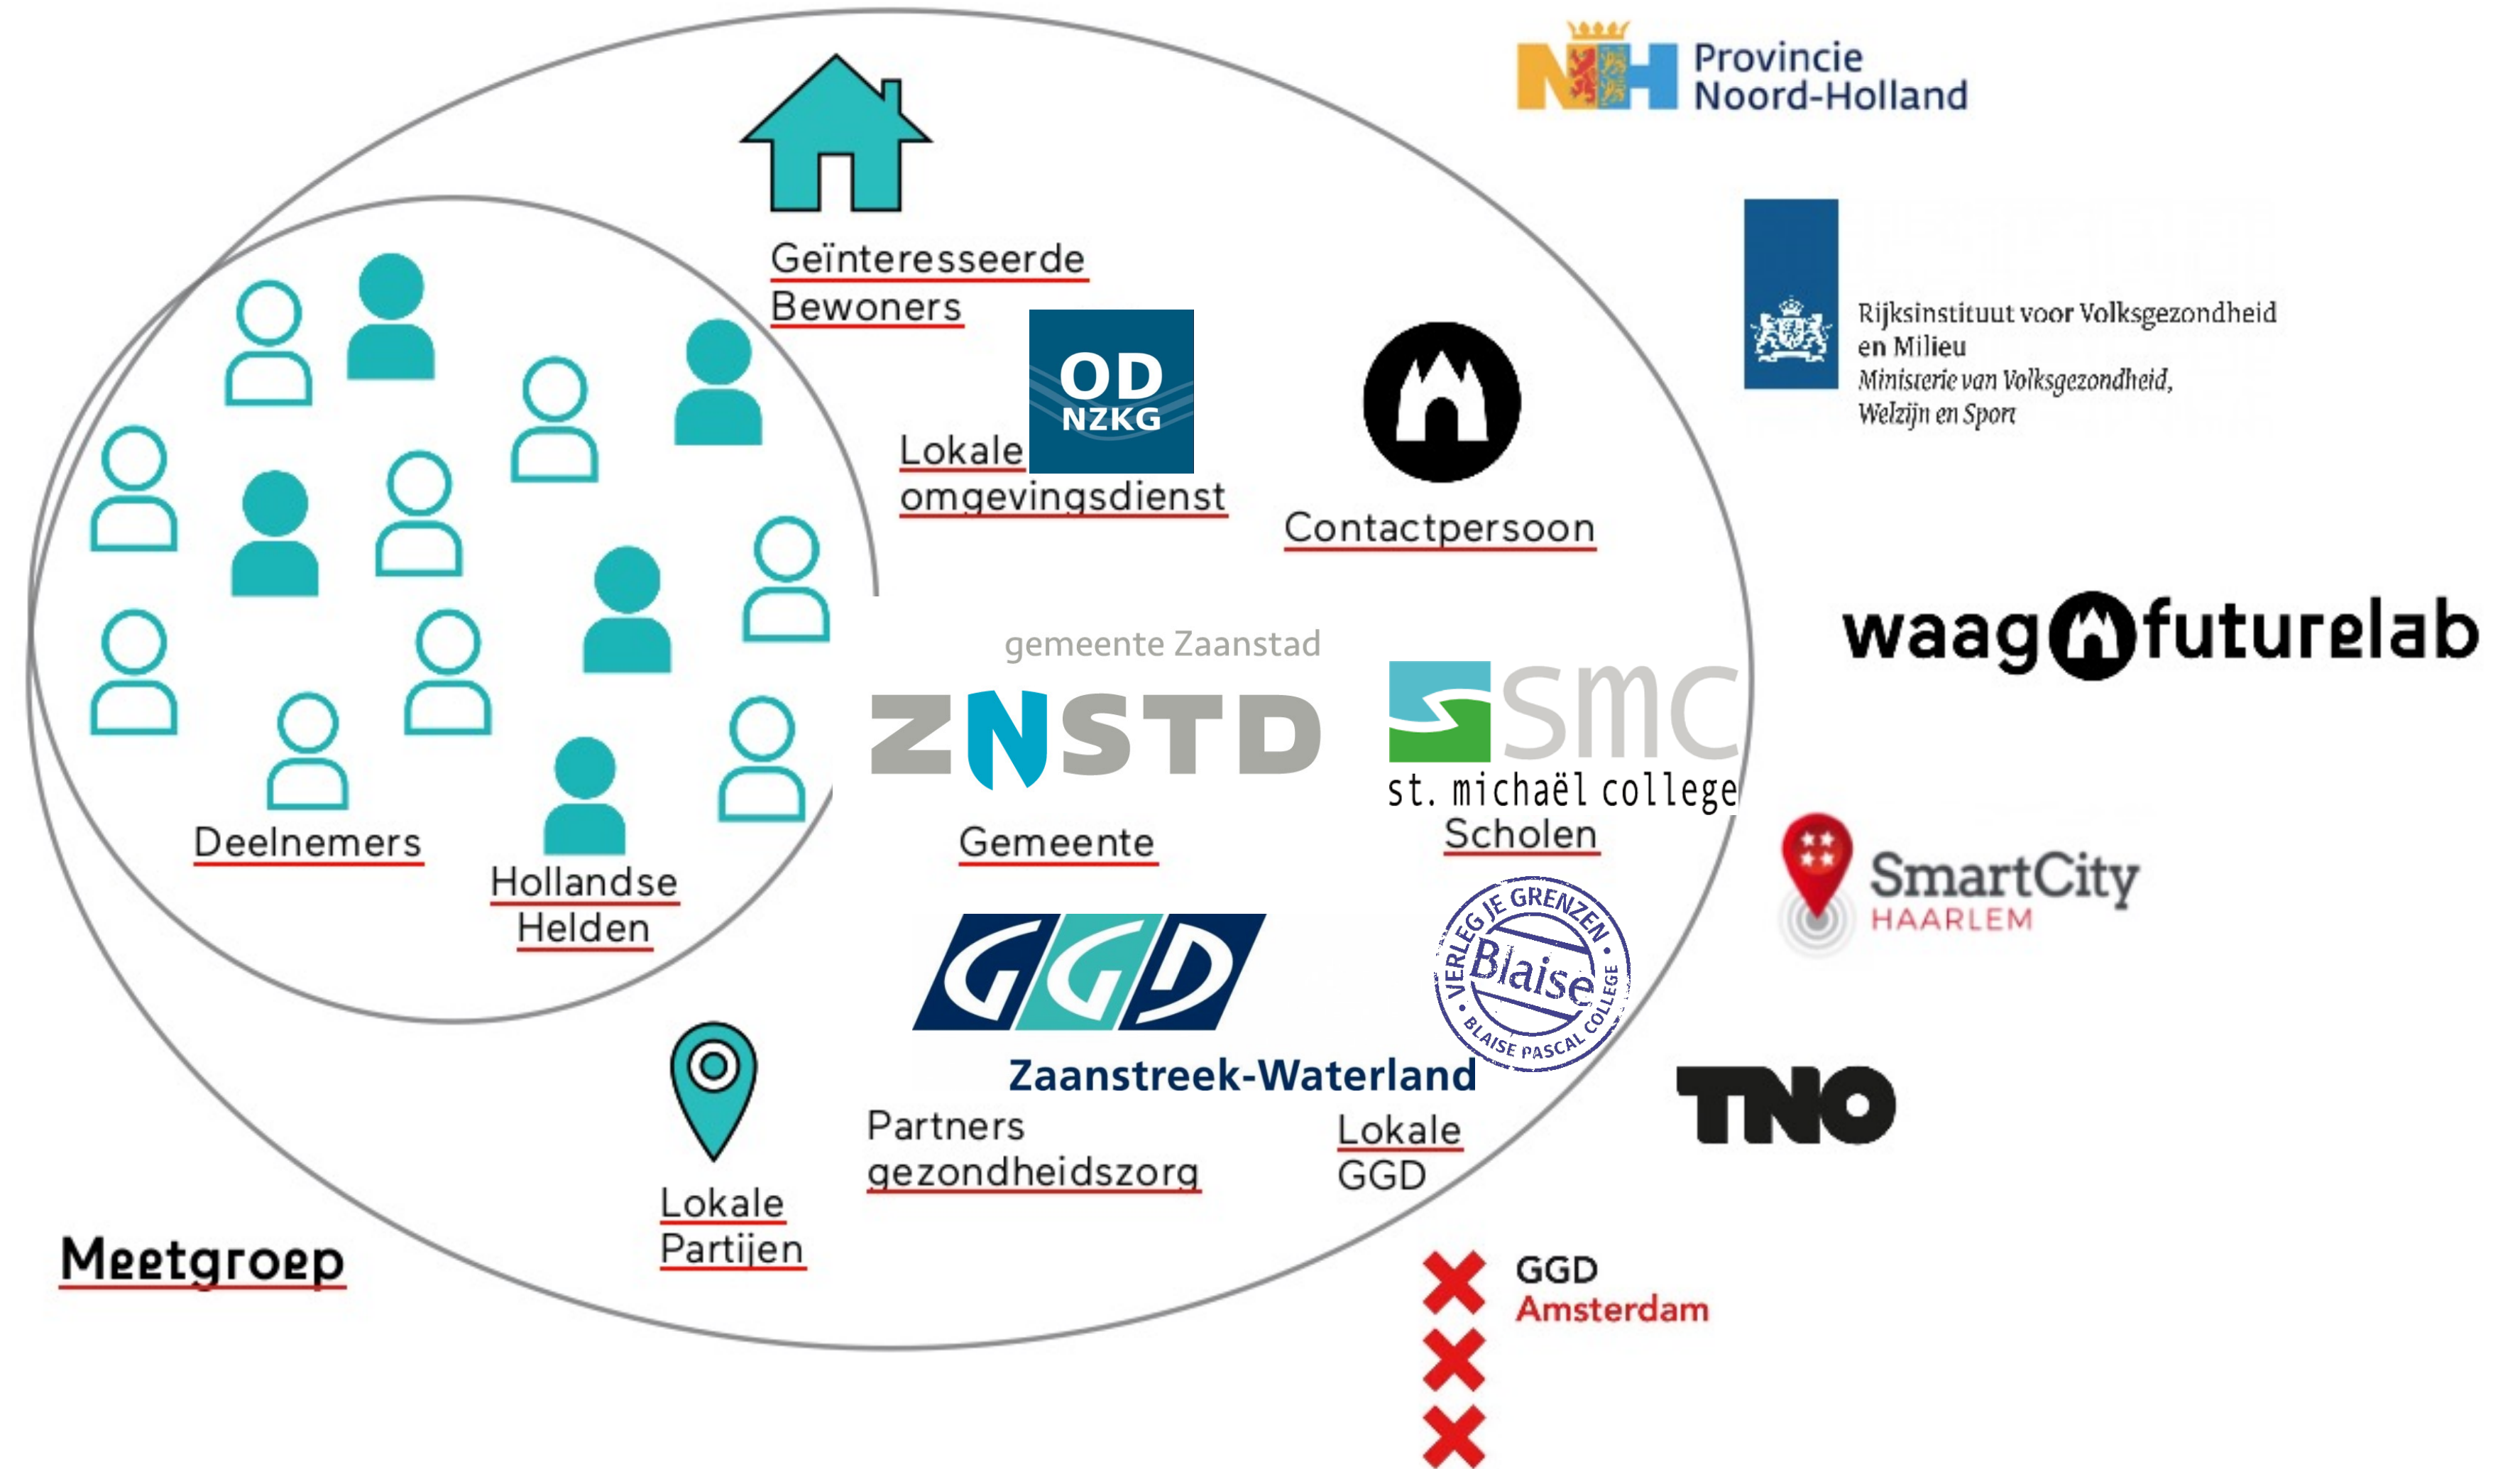 Provincie
Noord-Holland
Geïnteresseerde
Bewoners
Rijksinstituut voor Volksgezondheid
en Milieu
Ministerie van Volksgezondheid,
Welzijn en Sport
OD
NZKG
Lokale
omgevingsdienst
Contactpersoon
waag futurelab
gemeente Zaanstad
ZNSTD
Gemeente
smc
st. michaël college
Scholen
Deelnemers
Hollandse
Helden
SmartCity
HAARLEM
GGD
Zaanstreek-Waterland
• VERLEG JE GRENZEN •
Blaise
BLAISE PASCAL COLLEGE
TNO
Partners
gezondheidszorg
Lokale
GGD
Lokale
Partijen
Meetgroep
GGD
Amsterdam